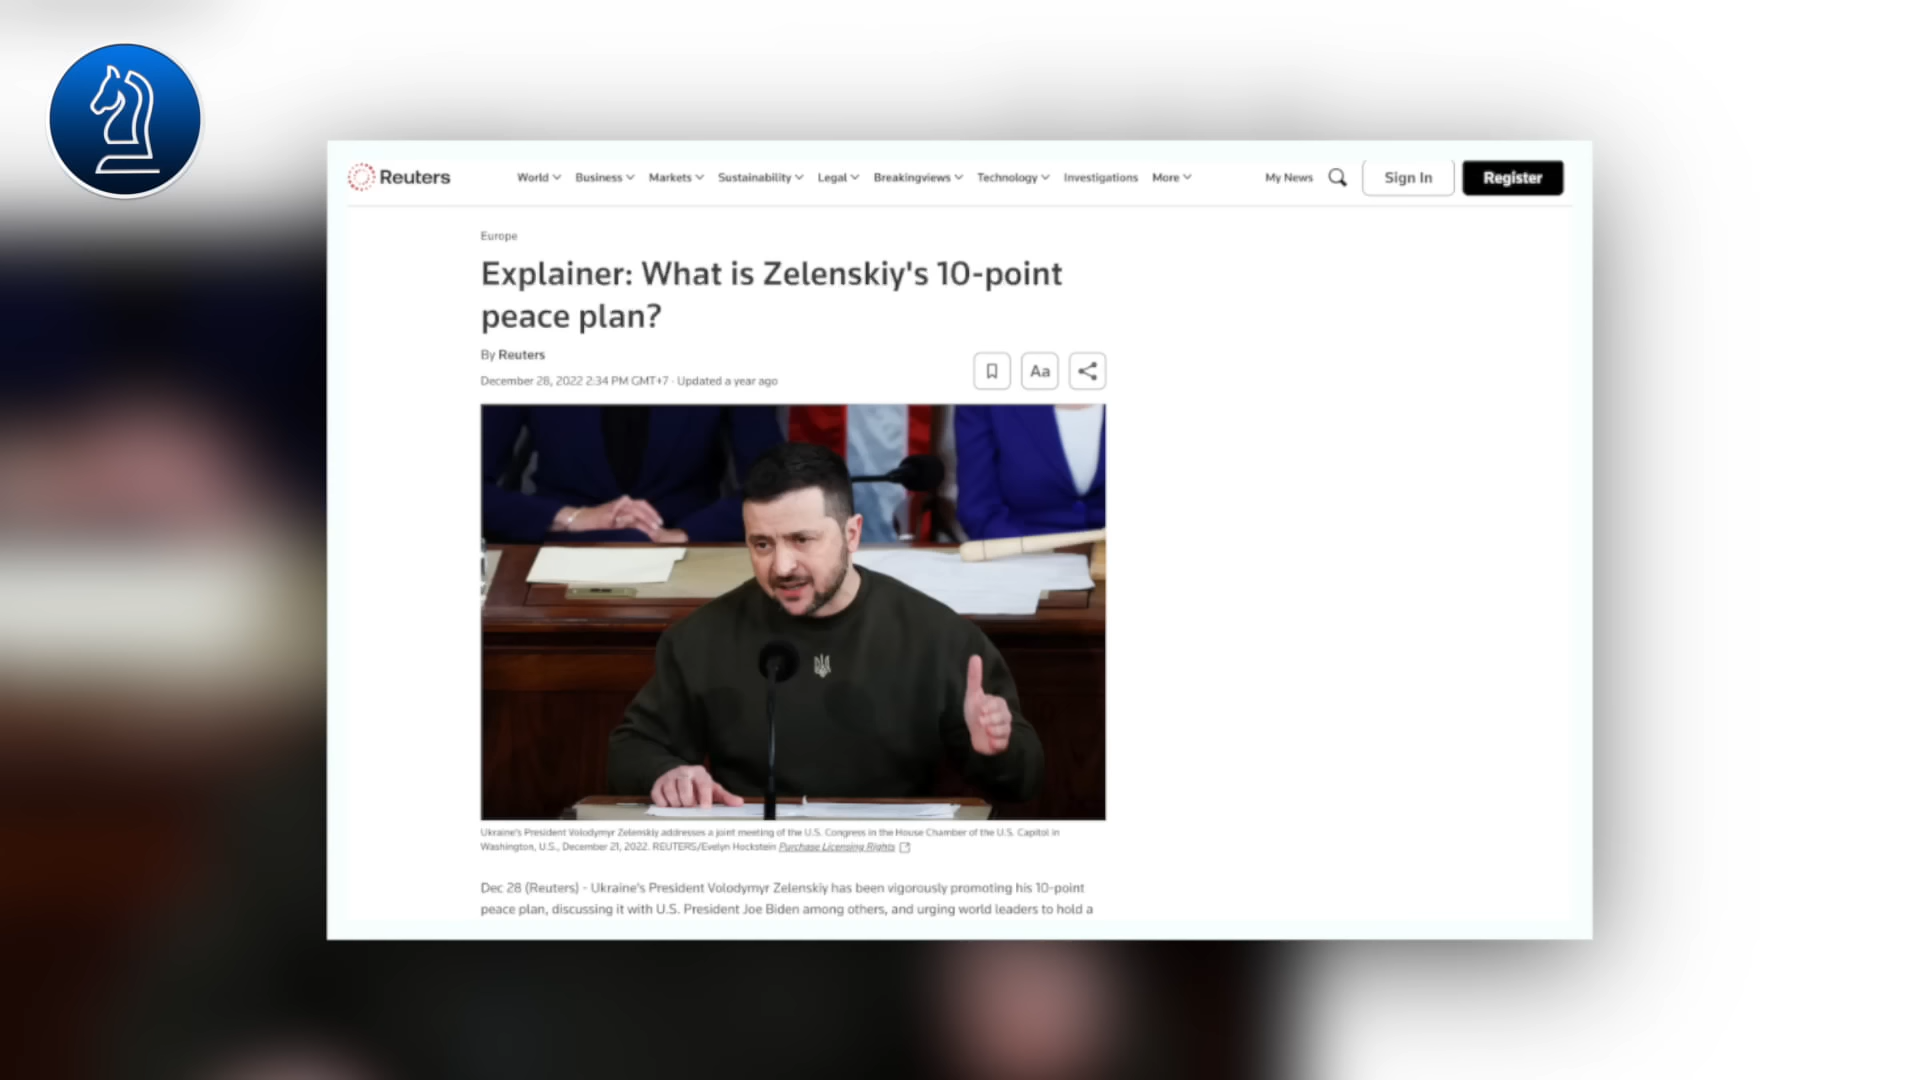 Reuters
World
Business
Markets
Sustainability
Legal
Breakingviews
Technology
Investigations
More
My News
Sign In
Register
Europe
Explainer: What is Zelenskiy's 10-point
peace plan?
By Reuters
December 28, 2022 2:34 PM GMT+7 · Updated a year ago
Aa
Ukraine's President Volodymyr Zelenskiy addresses a joint meeting of the U.S. Congress in the House Chamber of the U.S. Capitol in
Washington, U.S., December 21, 2022. REUTERS/Evelyn Hockstein Purchase Licensing Rights
Dec 28 (Reuters) - Ukraine's President Volodymyr Zelenskiy has been vigorously promoting his 10-point
peace plan, discussing it with U.S. President Joe Biden among others, and urging world leaders to hold a